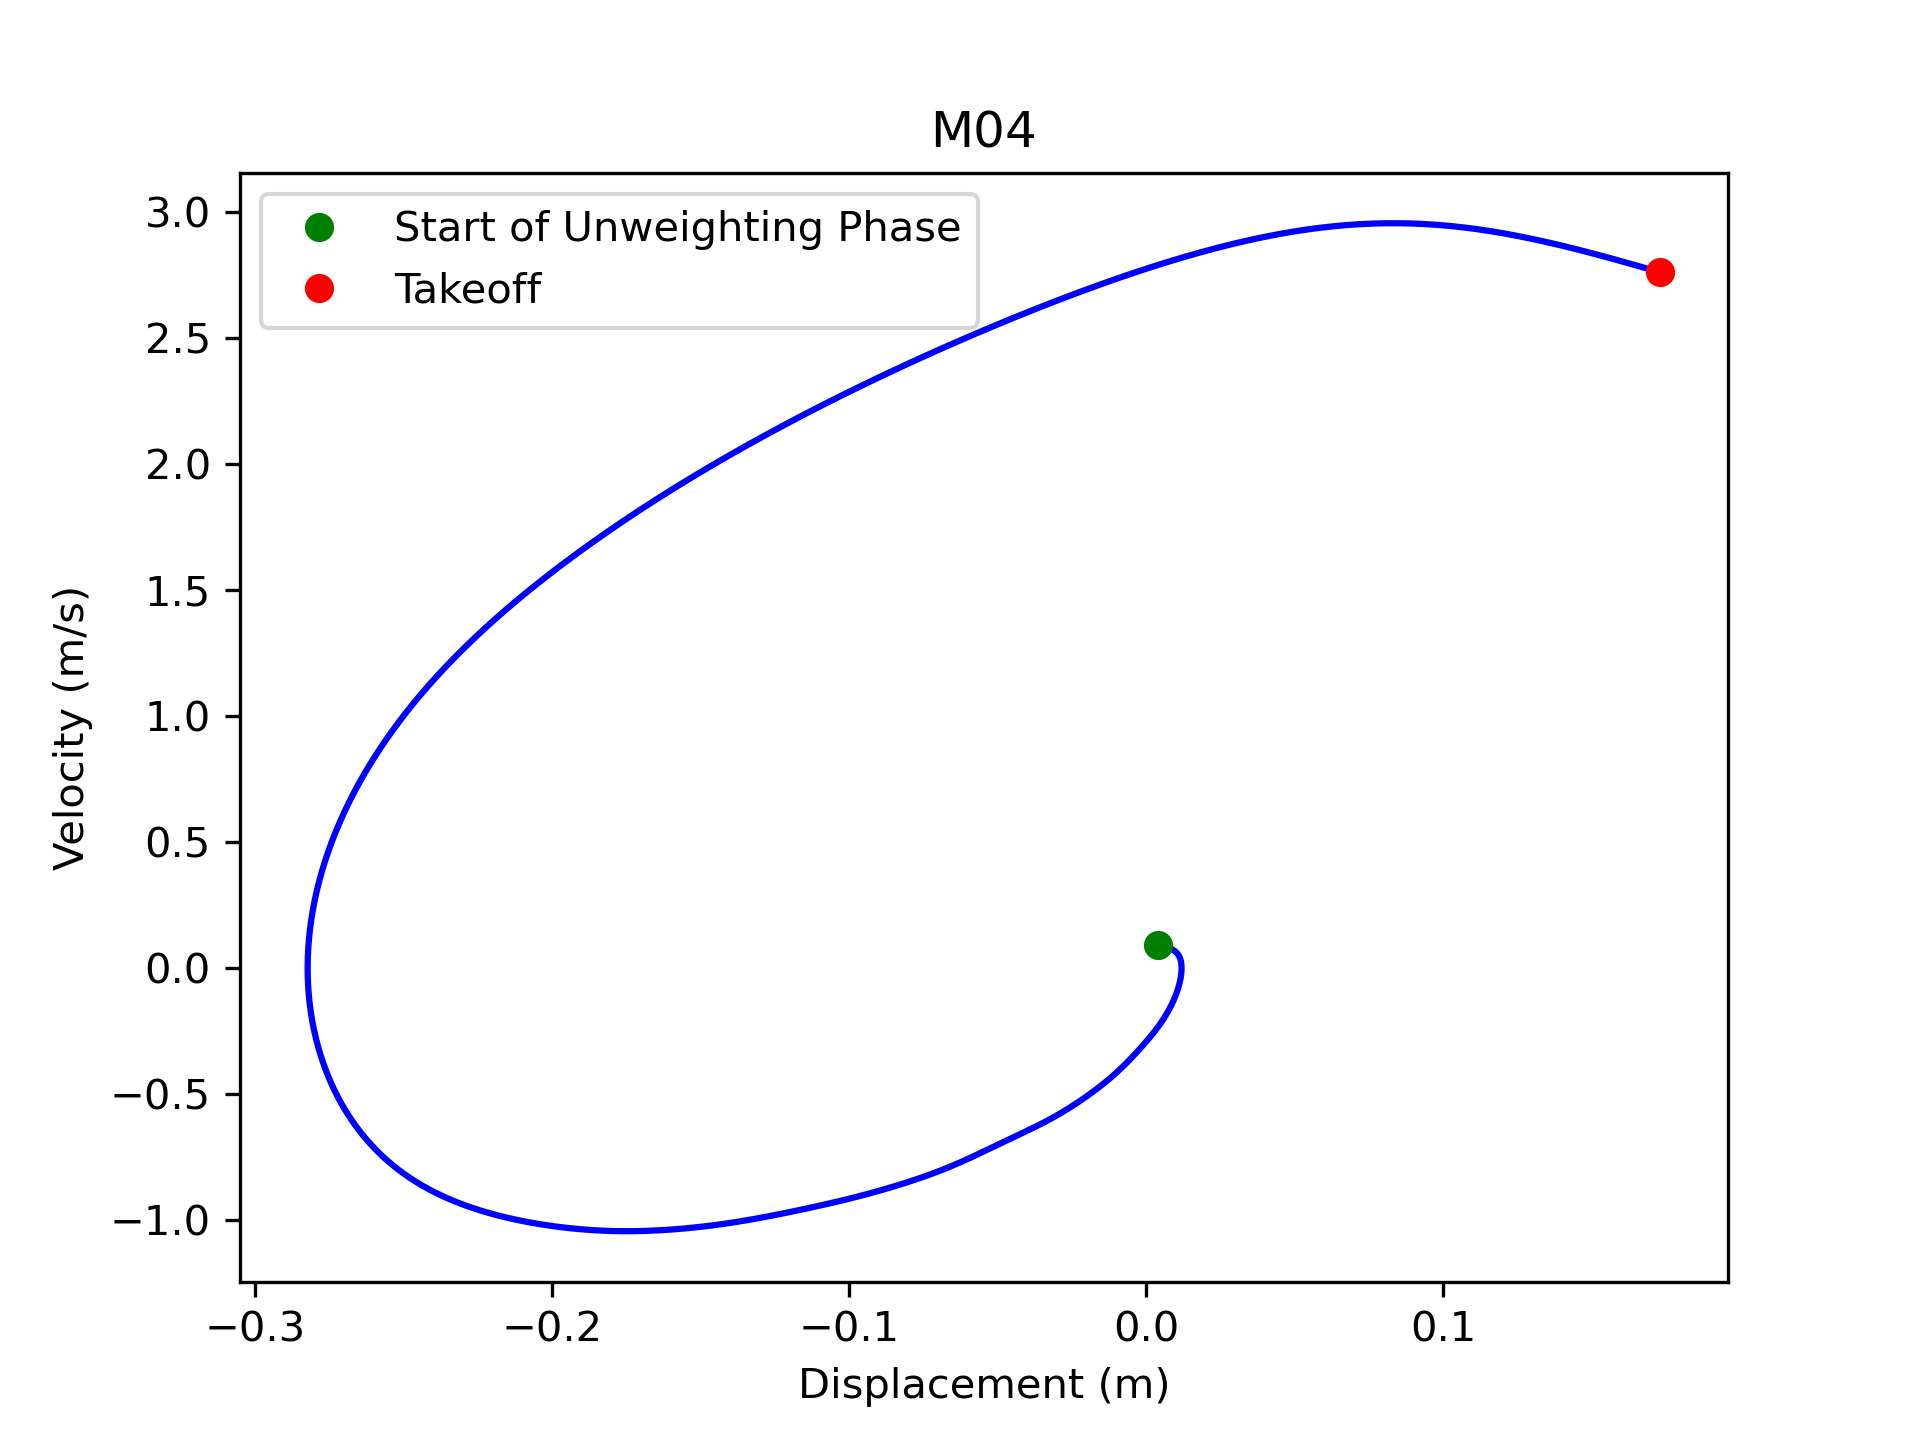 M04
Start of Unweighting Phase
Takeoff
3.0
2.5
2.0
1.5
1.0
0.5
0.0
−0.5
−1.0
Velocity (m/s)
−0.3 −0.2 −0.1 0.0 0.1
Displacement (m)